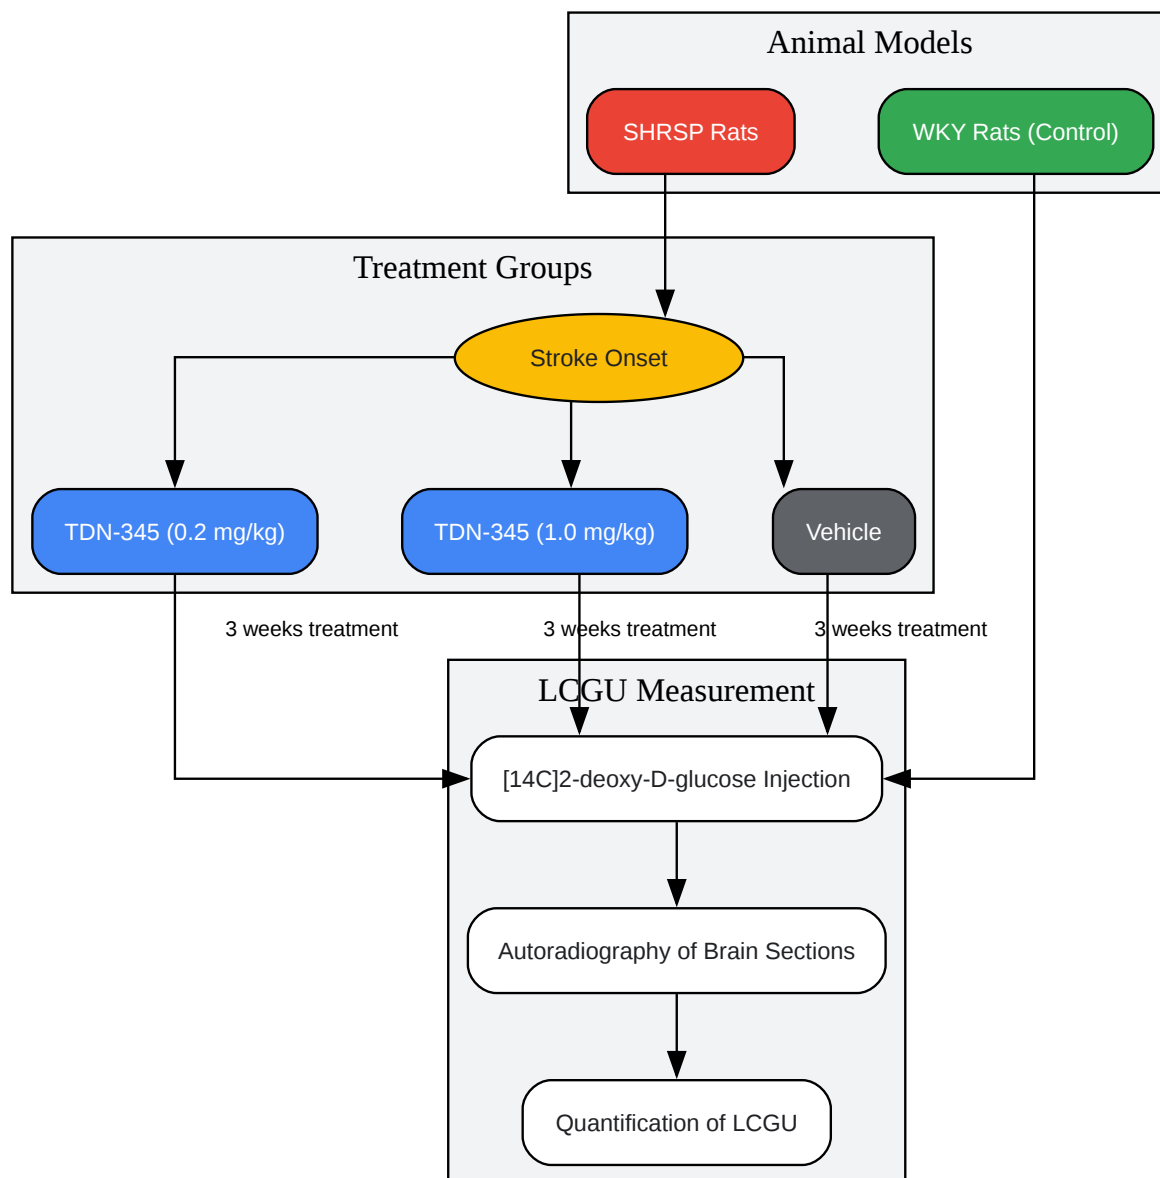 Animal Models
SHRSP Rats
WKY Rats (Control)
Treatment Groups
Stroke Onset
TDN-345 (0.2 mg/kg)
TDN-345 (1.0 mg/kg)
Vehicle
3 weeks treatment
3 weeks treatment
3 weeks treatment
LCGU Measurement
[14C]2-deoxy-D-glucose Injection
Autoradiography of Brain Sections
Quantification of LCGU